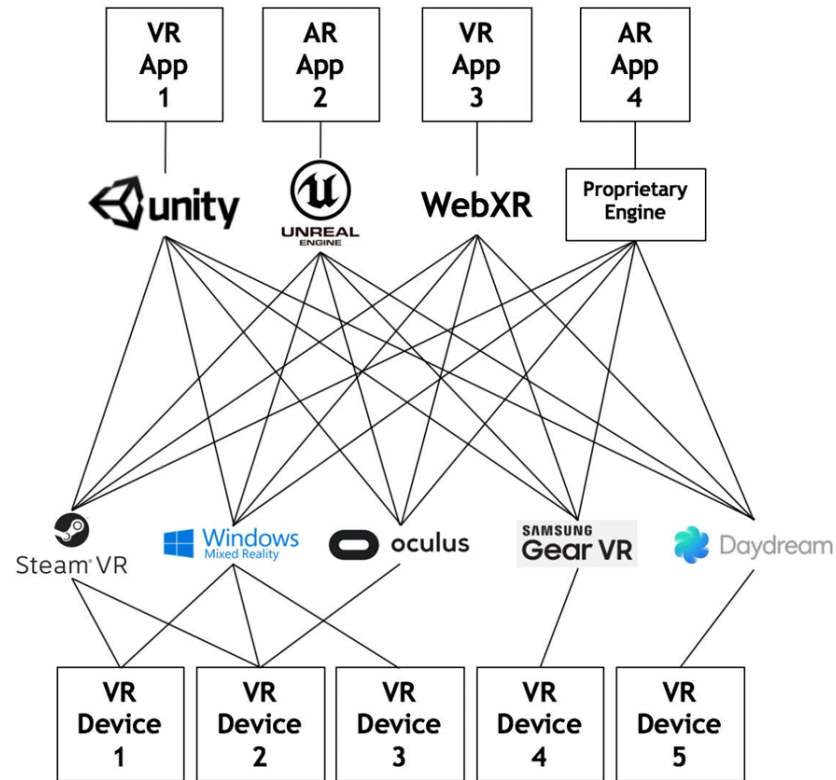 VR
App
1
AR
App
2
VR
App
3
AR
App
4
unity
UNREAL
ENGINE
WebXR
Proprietary
Engine
Steam VR
Windows
Mixed Reality
oculus
SAMSUNG
Gear VR
Daydream
VR
Device
1
VR
Device
2
VR
Device
3
VR
Device
4
VR
Device
5